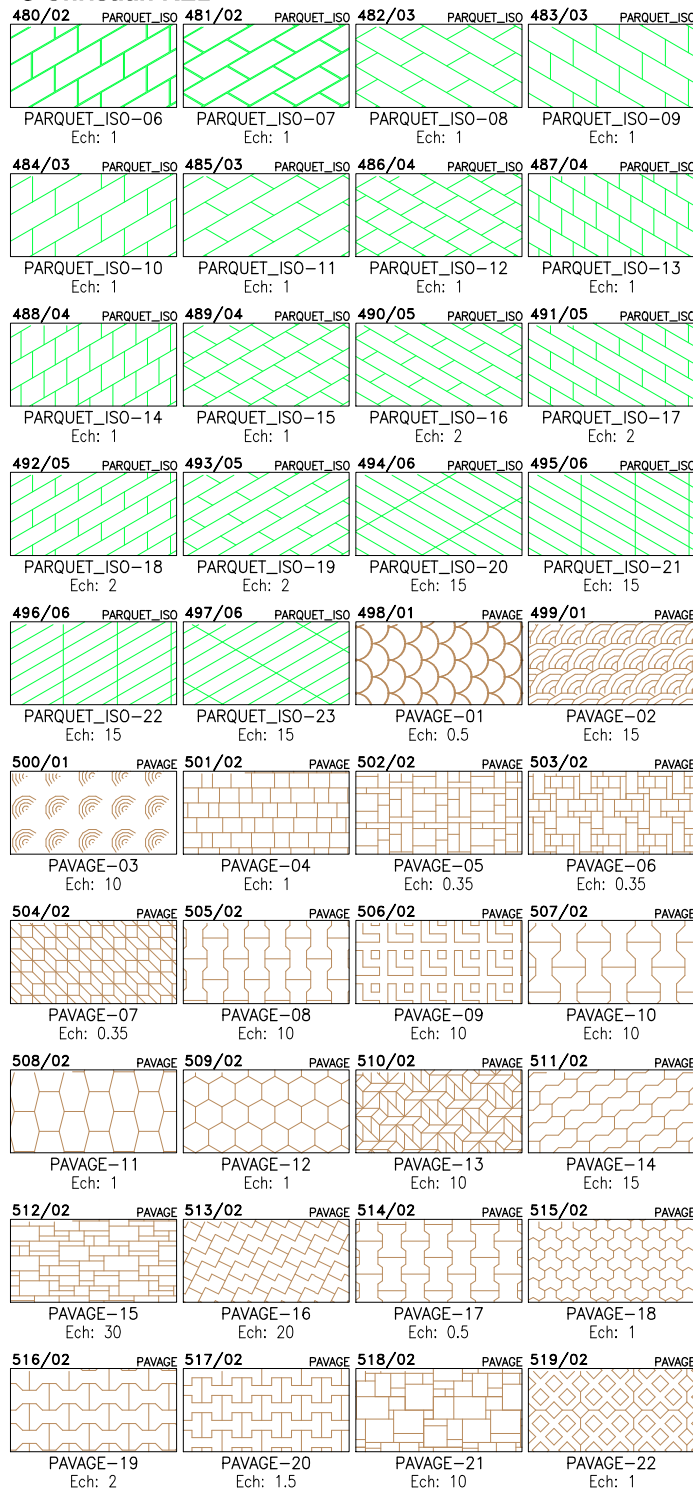 480/02 PARQUET_ISO 481/02 PARQUET_ISO 482/03 PARQUET_ISO 483/03 PARQUET_ISO
PARQUET_ISO-06 PARQUET_ISO-07 PARQUET_ISO-08 PARQUET_ISO-09
Ech: 1 Ech: 1 Ech: 1 Ech: 1
484/03 PARQUET_ISO 485/03 PARQUET_ISO 486/04 PARQUET_ISO 487/04 PARQUET_ISO
PARQUET_ISO-10 PARQUET_ISO-11 PARQUET_ISO-12 PARQUET_ISO-13
Ech: 1 Ech: 1 Ech: 1 Ech: 1
488/04 PARQUET_ISO 489/04 PARQUET_ISO 490/05 PARQUET_ISO 491/05 PARQUET_ISO
PARQUET_ISO-14 PARQUET_ISO-15 PARQUET_ISO-16 PARQUET_ISO-17
Ech: 1 Ech: 1 Ech: 2 Ech: 2
492/05 PARQUET_ISO 493/05 PARQUET_ISO 494/06 PARQUET_ISO 495/06 PARQUET_ISO
PARQUET_ISO-18 PARQUET_ISO-19 PARQUET_ISO-20 PARQUET_ISO-21
Ech: 2 Ech: 2 Ech: 15 Ech: 15
496/06 PARQUET_ISO 497/06 PARQUET_ISO 498/01 PAVAGE 499/01 PAVAGE
PARQUET_ISO-22 PARQUET_ISO-23 PAVAGE-01 PAVAGE-02
Ech: 15 Ech: 15 Ech: 0.5 Ech: 15
500/01 PAVAGE 501/02 PAVAGE 502/02 PAVAGE 503/02 PAVAGE
PAVAGE-03 PAVAGE-04 PAVAGE-05 PAVAGE-06
Ech: 10 Ech: 1 Ech: 0.35 Ech: 0.35
504/02 PAVAGE 505/02 PAVAGE 506/02 PAVAGE 507/02 PAVAGE
PAVAGE-07 PAVAGE-08 PAVAGE-09 PAVAGE-10
Ech: 0.35 Ech: 10 Ech: 10 Ech: 10
508/02 PAVAGE 509/02 PAVAGE 510/02 PAVAGE 511/02 PAVAGE
PAVAGE-11 PAVAGE-12 PAVAGE-13 PAVAGE-14
Ech: 1 Ech: 1 Ech: 10 Ech: 15
512/02 PAVAGE 513/02 PAVAGE 514/02 PAVAGE 515/02 PAVAGE
PAVAGE-15 PAVAGE-16 PAVAGE-17 PAVAGE-18
Ech: 30 Ech: 20 Ech: 0.5 Ech: 1
516/02 PAVAGE 517/02 PAVAGE 518/02 PAVAGE 519/02 PAVAGE
PAVAGE-19 PAVAGE-20 PAVAGE-21 PAVAGE-22
Ech: 2 Ech: 1.5 Ech: 10 Ech: 1